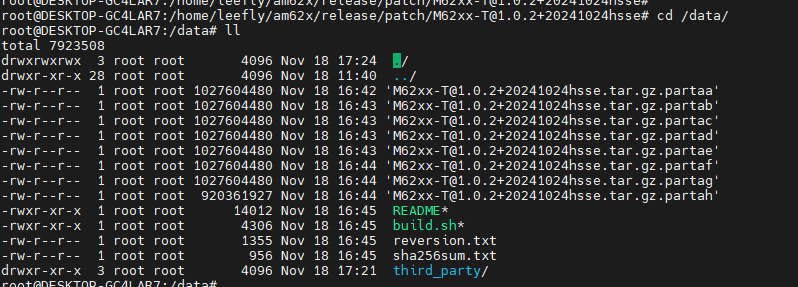 root@DESKTOP-GC4LAR7:/home/leefly/am62x/release/patch/M62xx-T@1.0.2+20241024hsse#
root@DESKTOP-GC4LAR7:/home/leefly/am62x/release/patch/M62xx-T@1.0.2+20241024hsse# cd /data/
root@DESKTOP-GC4LAR7:/data# ll
total 7923508
drwxrwxrwx  3 root root       4096 Nov 18 17:24  ./
drwxr-xr-x 28 root root       4096 Nov 18 11:40  ../
-rw-r--r--  1 root root 1027604480 Nov 18 16:42 'M62xx-T@1.0.2+20241024hsse.tar.gz.partaa'
-rw-r--r--  1 root root 1027604480 Nov 18 16:43 'M62xx-T@1.0.2+20241024hsse.tar.gz.partab'
-rw-r--r--  1 root root 1027604480 Nov 18 16:43 'M62xx-T@1.0.2+20241024hsse.tar.gz.partac'
-rw-r--r--  1 root root 1027604480 Nov 18 16:43 'M62xx-T@1.0.2+20241024hsse.tar.gz.partad'
-rw-r--r--  1 root root 1027604480 Nov 18 16:43 'M62xx-T@1.0.2+20241024hsse.tar.gz.partae'
-rw-r--r--  1 root root 1027604480 Nov 18 16:44 'M62xx-T@1.0.2+20241024hsse.tar.gz.partaf'
-rw-r--r--  1 root root 1027604480 Nov 18 16:44 'M62xx-T@1.0.2+20241024hsse.tar.gz.partag'
-rw-r--r--  1 root root  920361927 Nov 18 16:44 'M62xx-T@1.0.2+20241024hsse.tar.gz.partah'
-rwxr-xr-x  1 root root      14012 Nov 18 16:45  README*
-rwxr-xr-x  1 root root       4306 Nov 18 16:45  build.sh*
-rw-r--r--  1 root root       1355 Nov 18 16:45  reversion.txt
-rw-r--r--  1 root root        956 Nov 18 16:45  sha256sum.txt
drwxr-xr-x  3 root root       4096 Nov 18 17:21  third_party/
root@DESKTOP-GC4LAR7:/data#